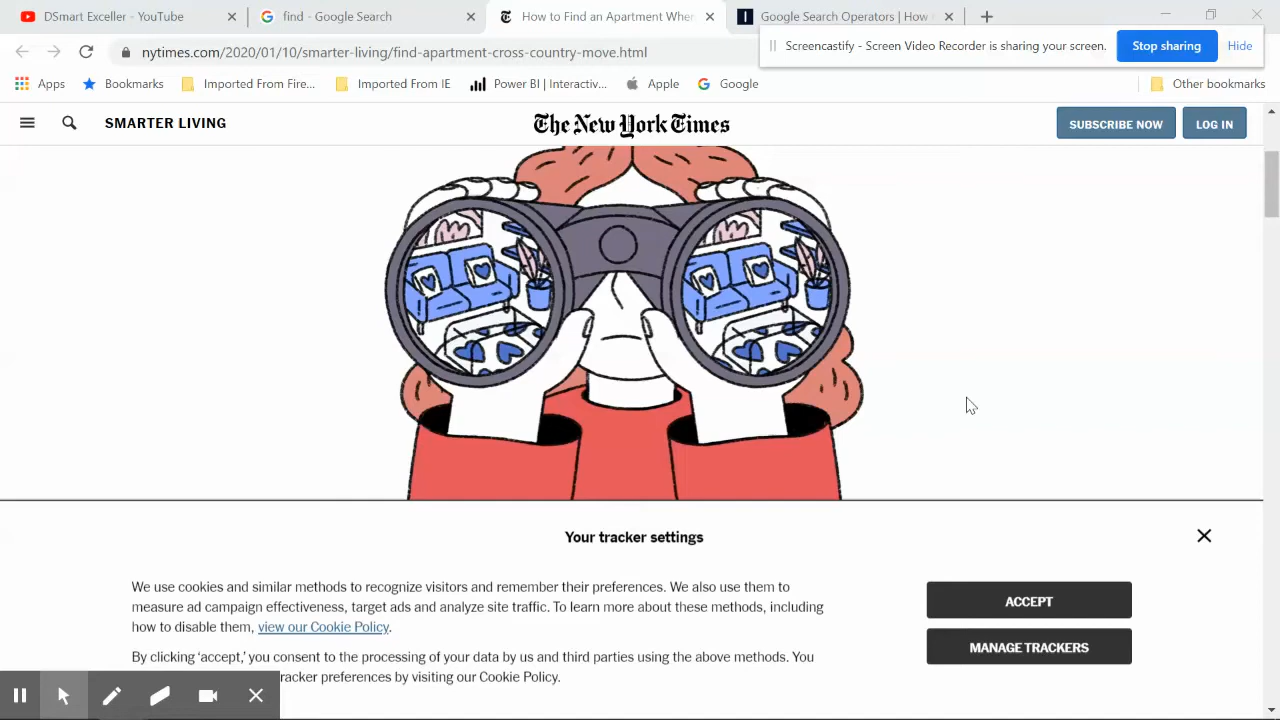 DSmart Exceller - YouTube
find - Google Search
How to Find an Apartment Wher
Google Search Operators | How
nytimes.com/2020/01/10/smarter-living/find-apartment-cross-country-move.html
Screencastify - Screen Video Recorder is sharing your screen.
Stop sharing
Hide
Apps
Bookmarks
Imported From Fire...
Imported From IE
Power BI | Interactiv...
Apple
Google
Other bookmarks
SMARTER LIVING
The New York Times
SUBSCRIBE NOW
LOG IN
Your tracker settings
We use cookies and similar methods to recognize visitors and remember their preferences. We also use them to
measure ad campaign effectiveness, target ads and analyze site traffic. To learn more about these methods, including
how to disable them, view our Cookie Policy.
By clicking ‘accept,’ you consent to the processing of your data by us and third parties using the above methods. You
tracker preferences by visiting our Cookie Policy.
ACCEPT
MANAGE TRACKERS